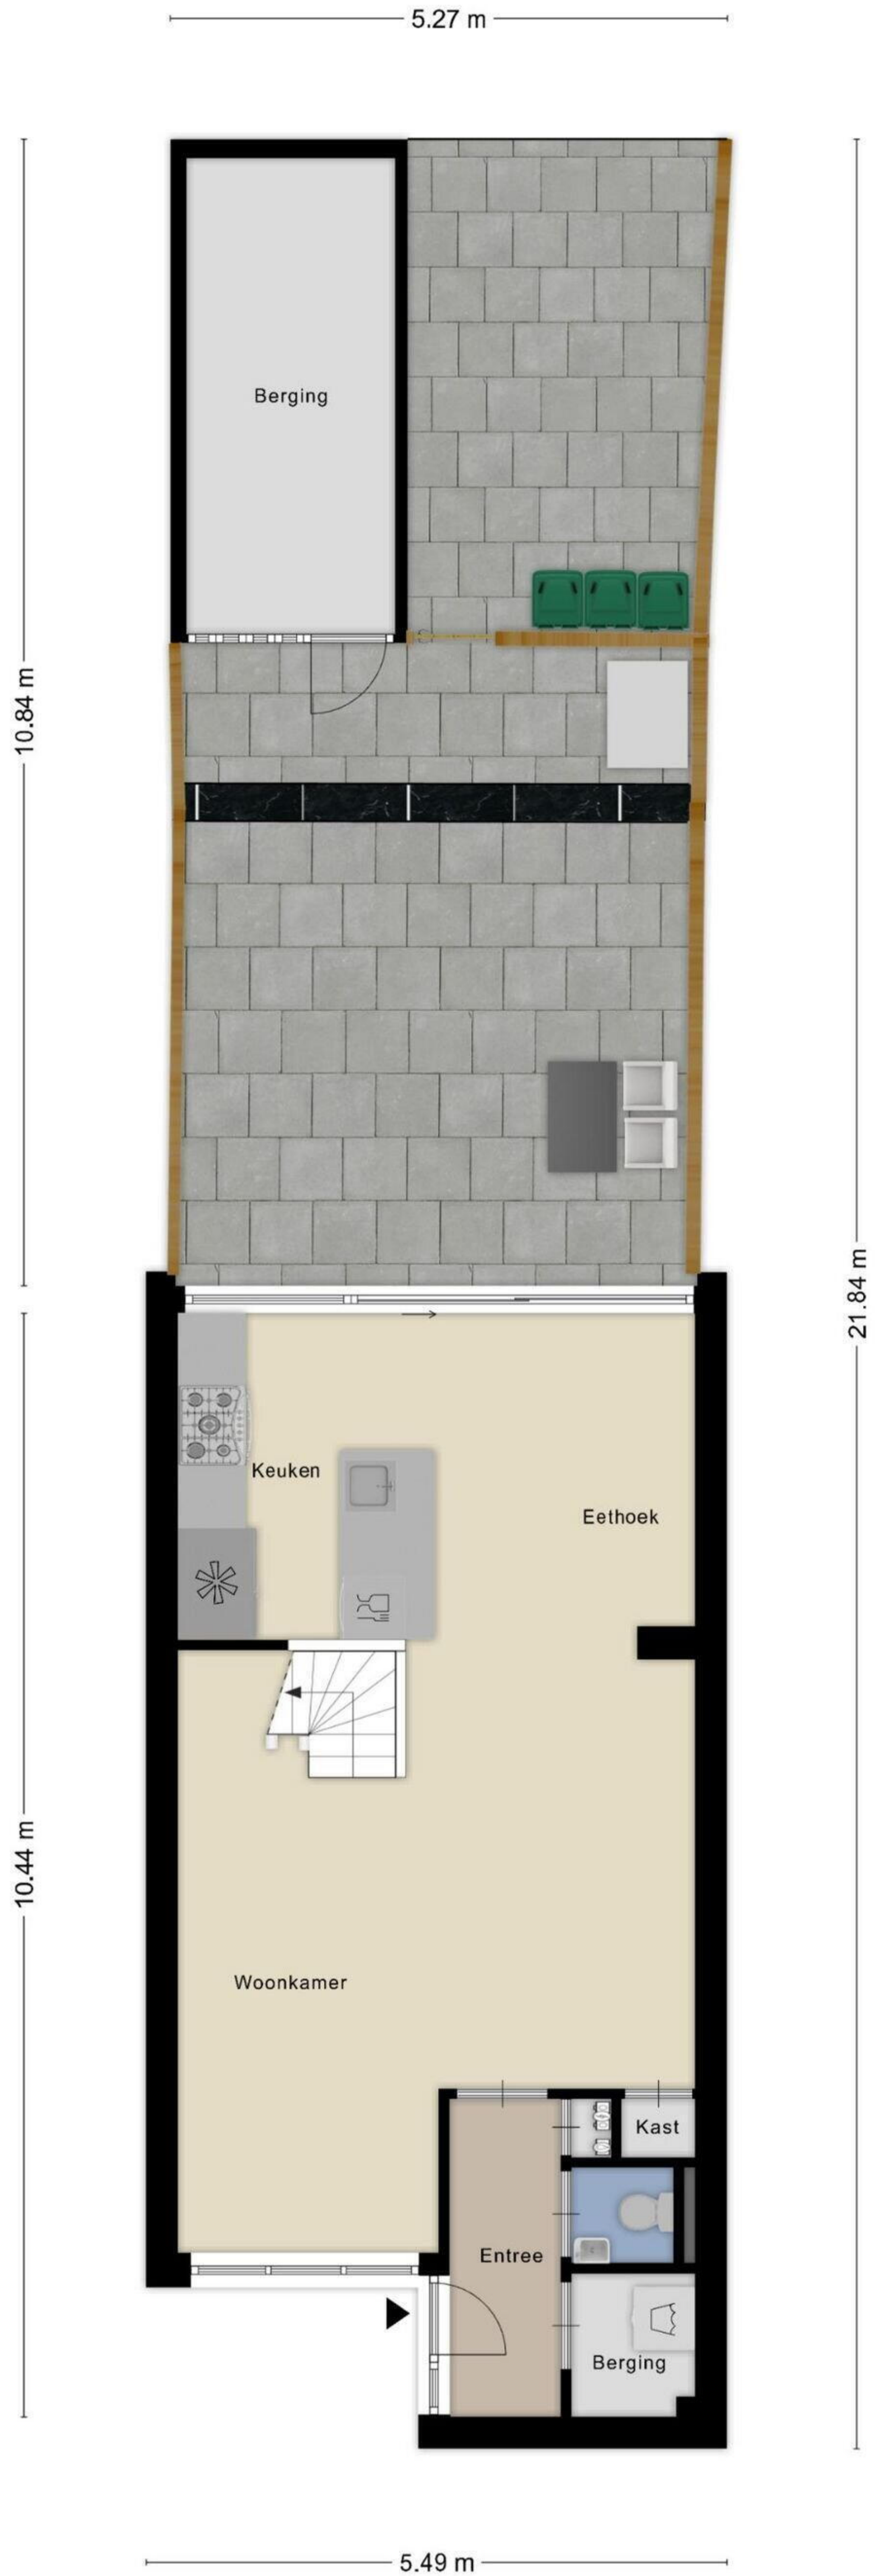 5.27 m
Berging
10.84 m
21.84 m
Keuken
Eethoek
10.44 m
Woonkamer
Kast
Entree
Berging
5.49 m